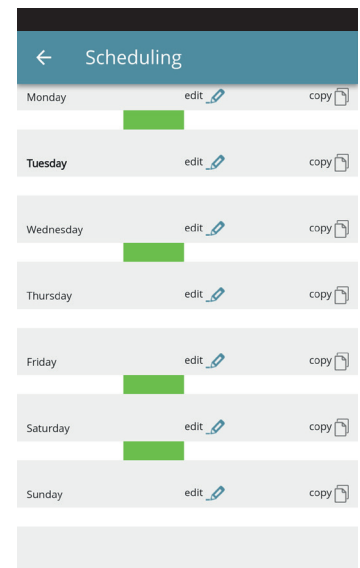 Scheduling
Monday edit copy
Tuesday edit copy
Wednesday edit copy
Thursday edit copy
Friday edit copy
Saturday edit copy
Sunday edit copy